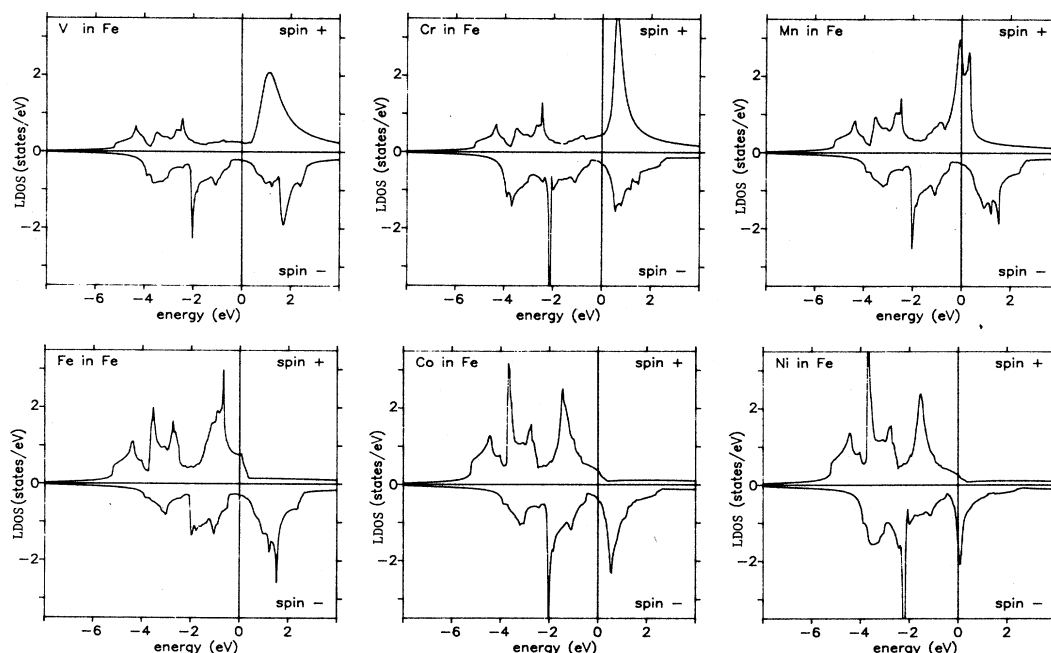 V in Fe spin +
LDOS (states/eV)
2
0
−2
spin −
−6 −4 −2 0 2
energy (eV)
Cr in Fe spin +
LDOS (states/eV)
2
0
−2
spin −
−6 −4 −2 0 2
energy (eV)
Mn in Fe spin +
LDOS (states/eV)
2
0
−2
spin −
−6 −4 −2 0 2
energy (eV)
Fe in Fe spin +
LDOS (states/eV)
2
0
−2
spin −
−6 −4 −2 0 2
energy (eV)
Co in Fe spin +
LDOS (states/eV)
2
0
−2
spin −
−6 −4 −2 0 2
energy (eV)
Ni in Fe spin +
LDOS (states/eV)
2
0
−2
spin −
−6 −4 −2 0 2
energy (eV)